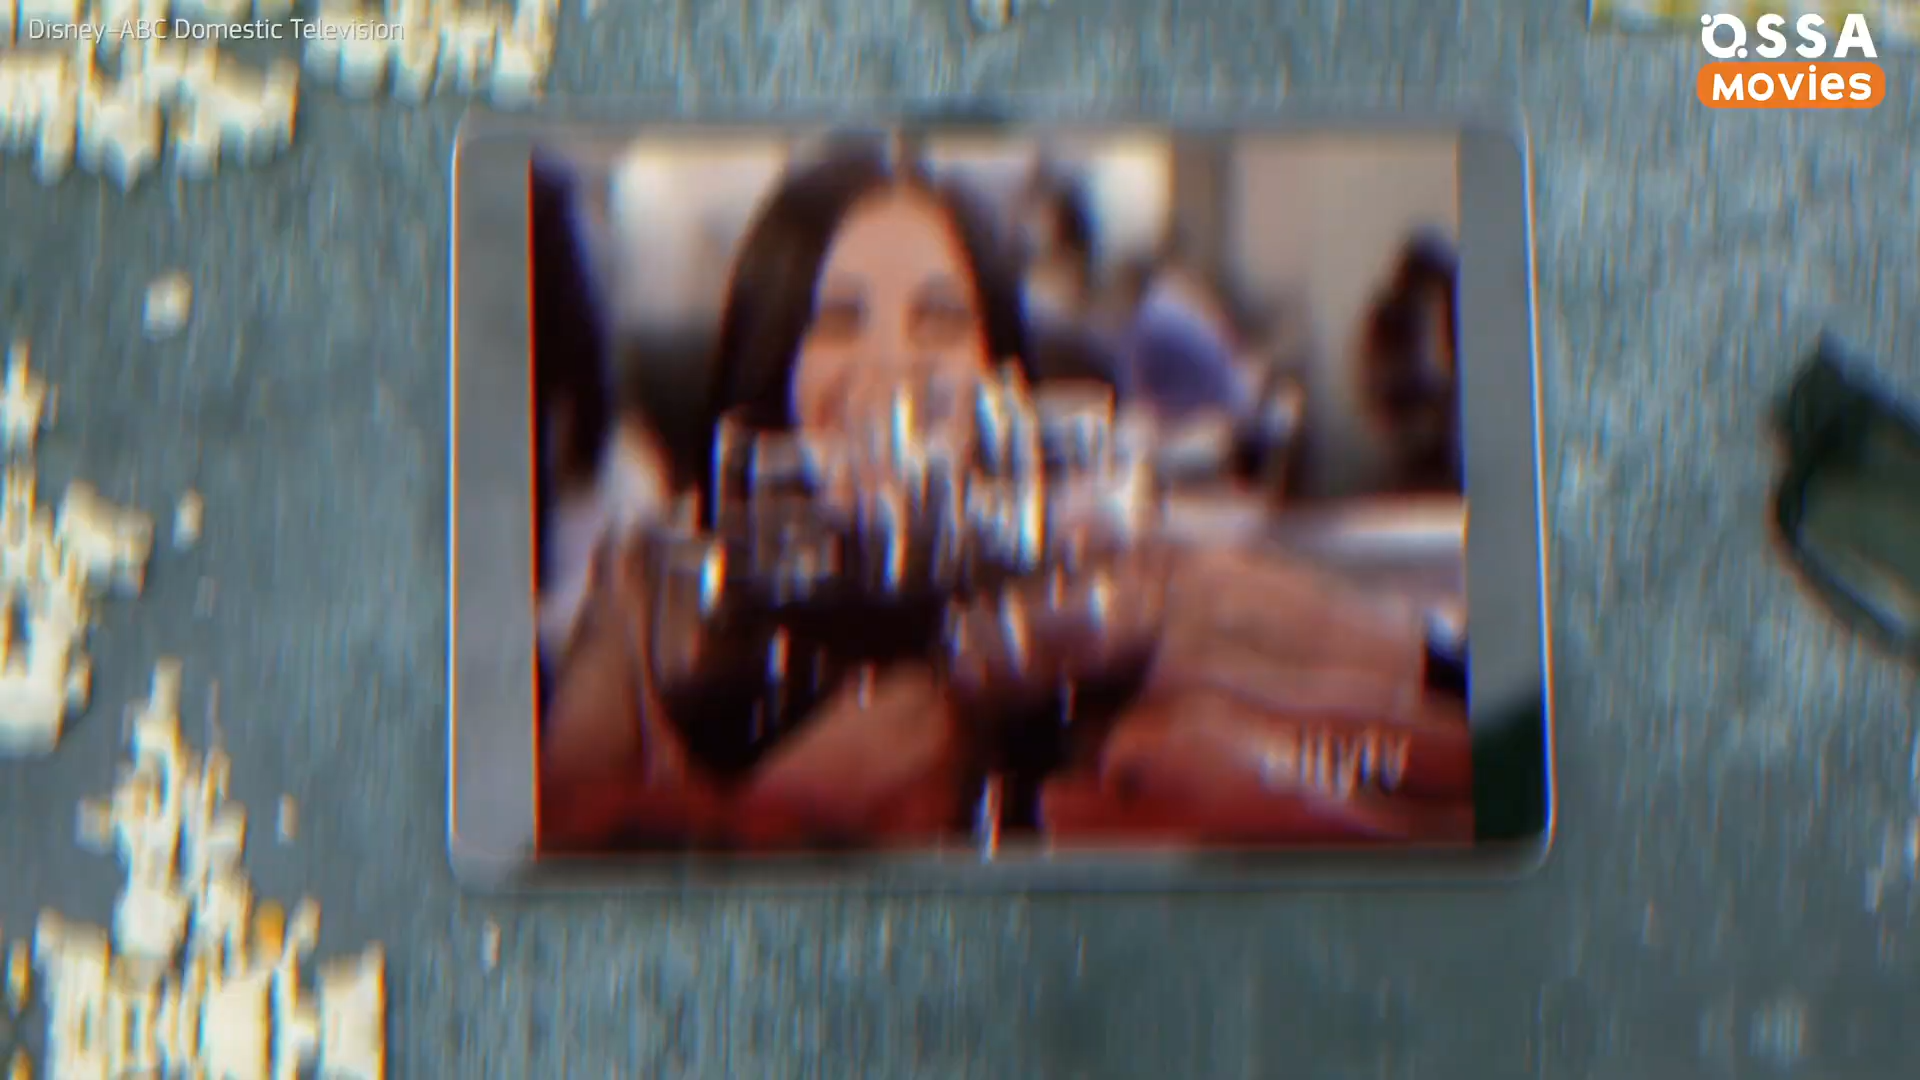 Disney–ABC Domestic Television
OSSA
Movies